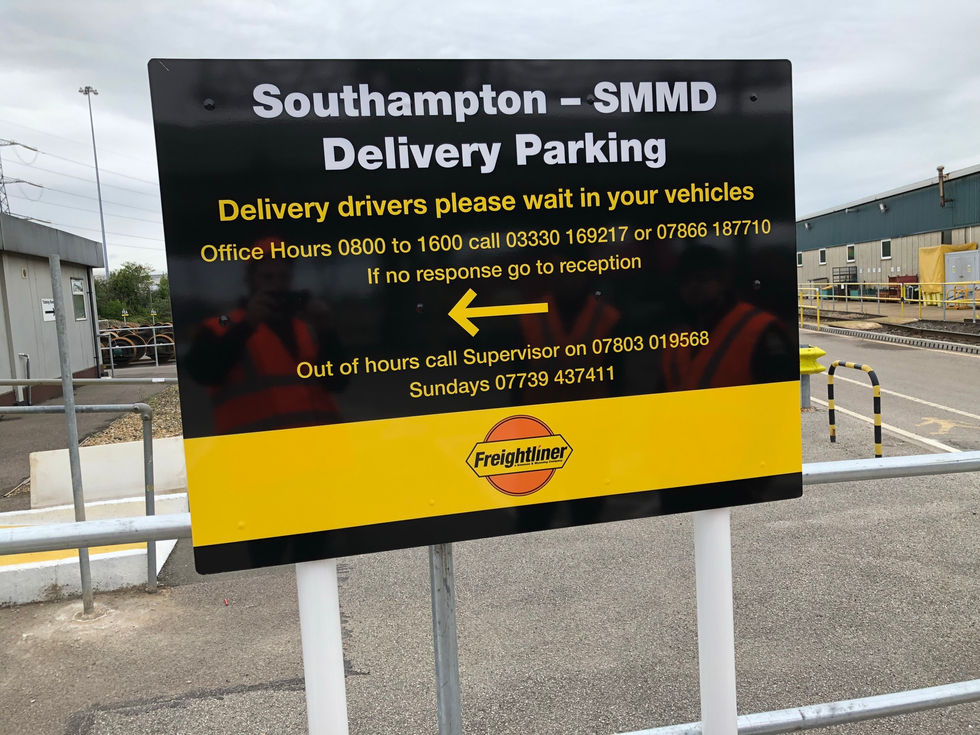 Southampton – SMMD
Delivery Parking
Delivery drivers please wait in your vehicles
Office Hours 0800 to 1600 call 03330 169217 or 07866 187710
If no response go to reception
Out of hours call Supervisor on 07803 019568
Sundays 07739 437411
Freightliner